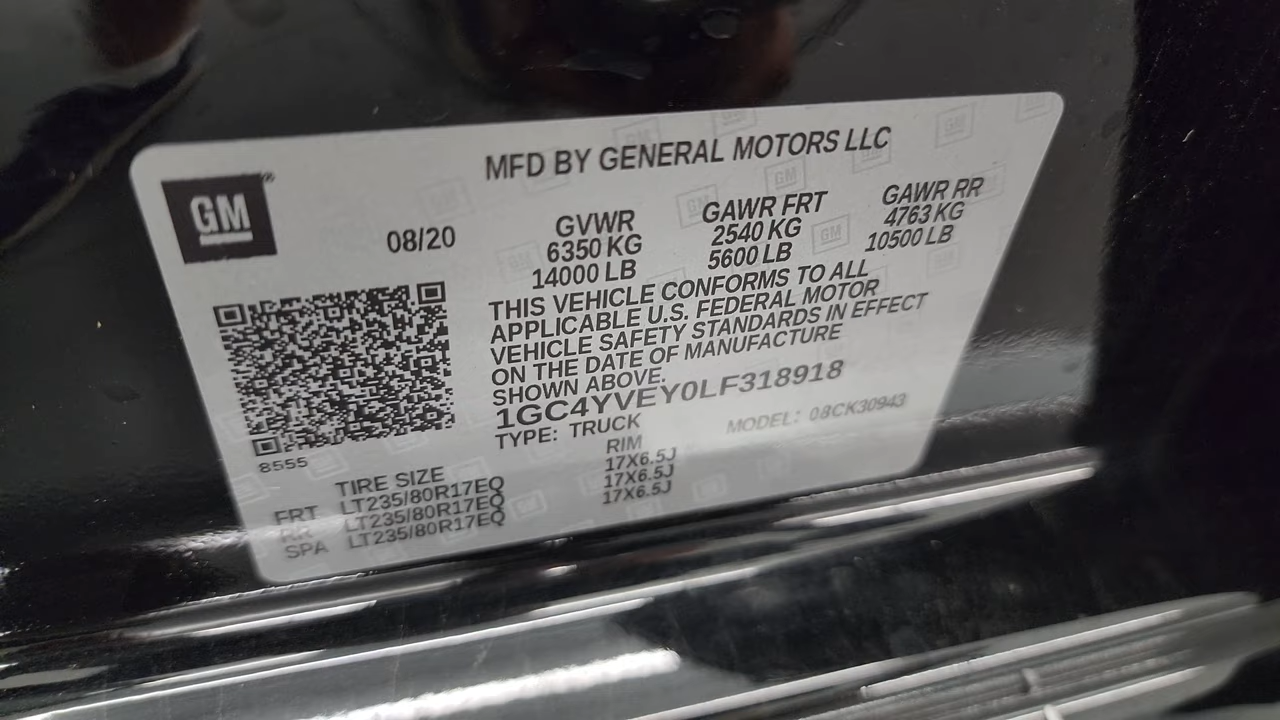 MFD BY GENERAL MOTORS LLC
GM
08/20
GVWR
6350 KG
14000 LB
GAWR FRT
2540 KG
5600 LB
GAWR RR
4763 KG
10500 LB
THIS VEHICLE CONFORMS TO ALL
APPLICABLE U.S. FEDERAL MOTOR
VEHICLE SAFETY STANDARDS IN EFFECT
ON THE DATE OF MANUFACTURE
SHOWN ABOVE.
1GC4YVEY0LF318918
TYPE: TRUCK
MODEL: 08CK30943
8555
TIRE SIZE
RIM
FRT LT235/80R17EQ 17X6.5J
RR LT235/80R17EQ 17X6.5J
SPA LT235/80R17EQ 17X6.5J